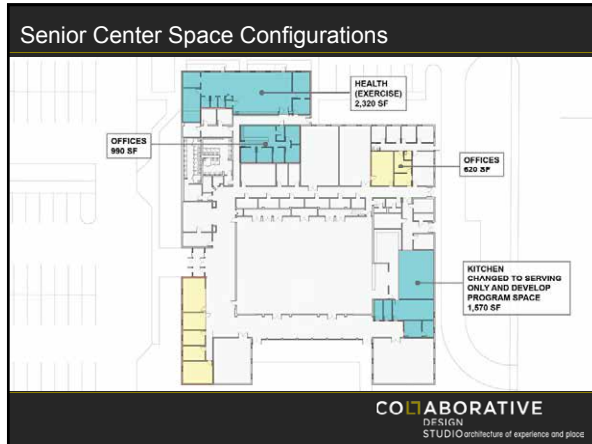 Senior Center Space Configurations
HEALTH
(EXERCISE)
2,320 SF
OFFICES
990 SF
OFFICES
620 SF
KITCHEN
CHANGED TO SERVING
ONLY AND DEVELOP
PROGRAM SPACE
1,570 SF
COLLABORATIVE
DESIGN
STUDIO architecture of experience and place